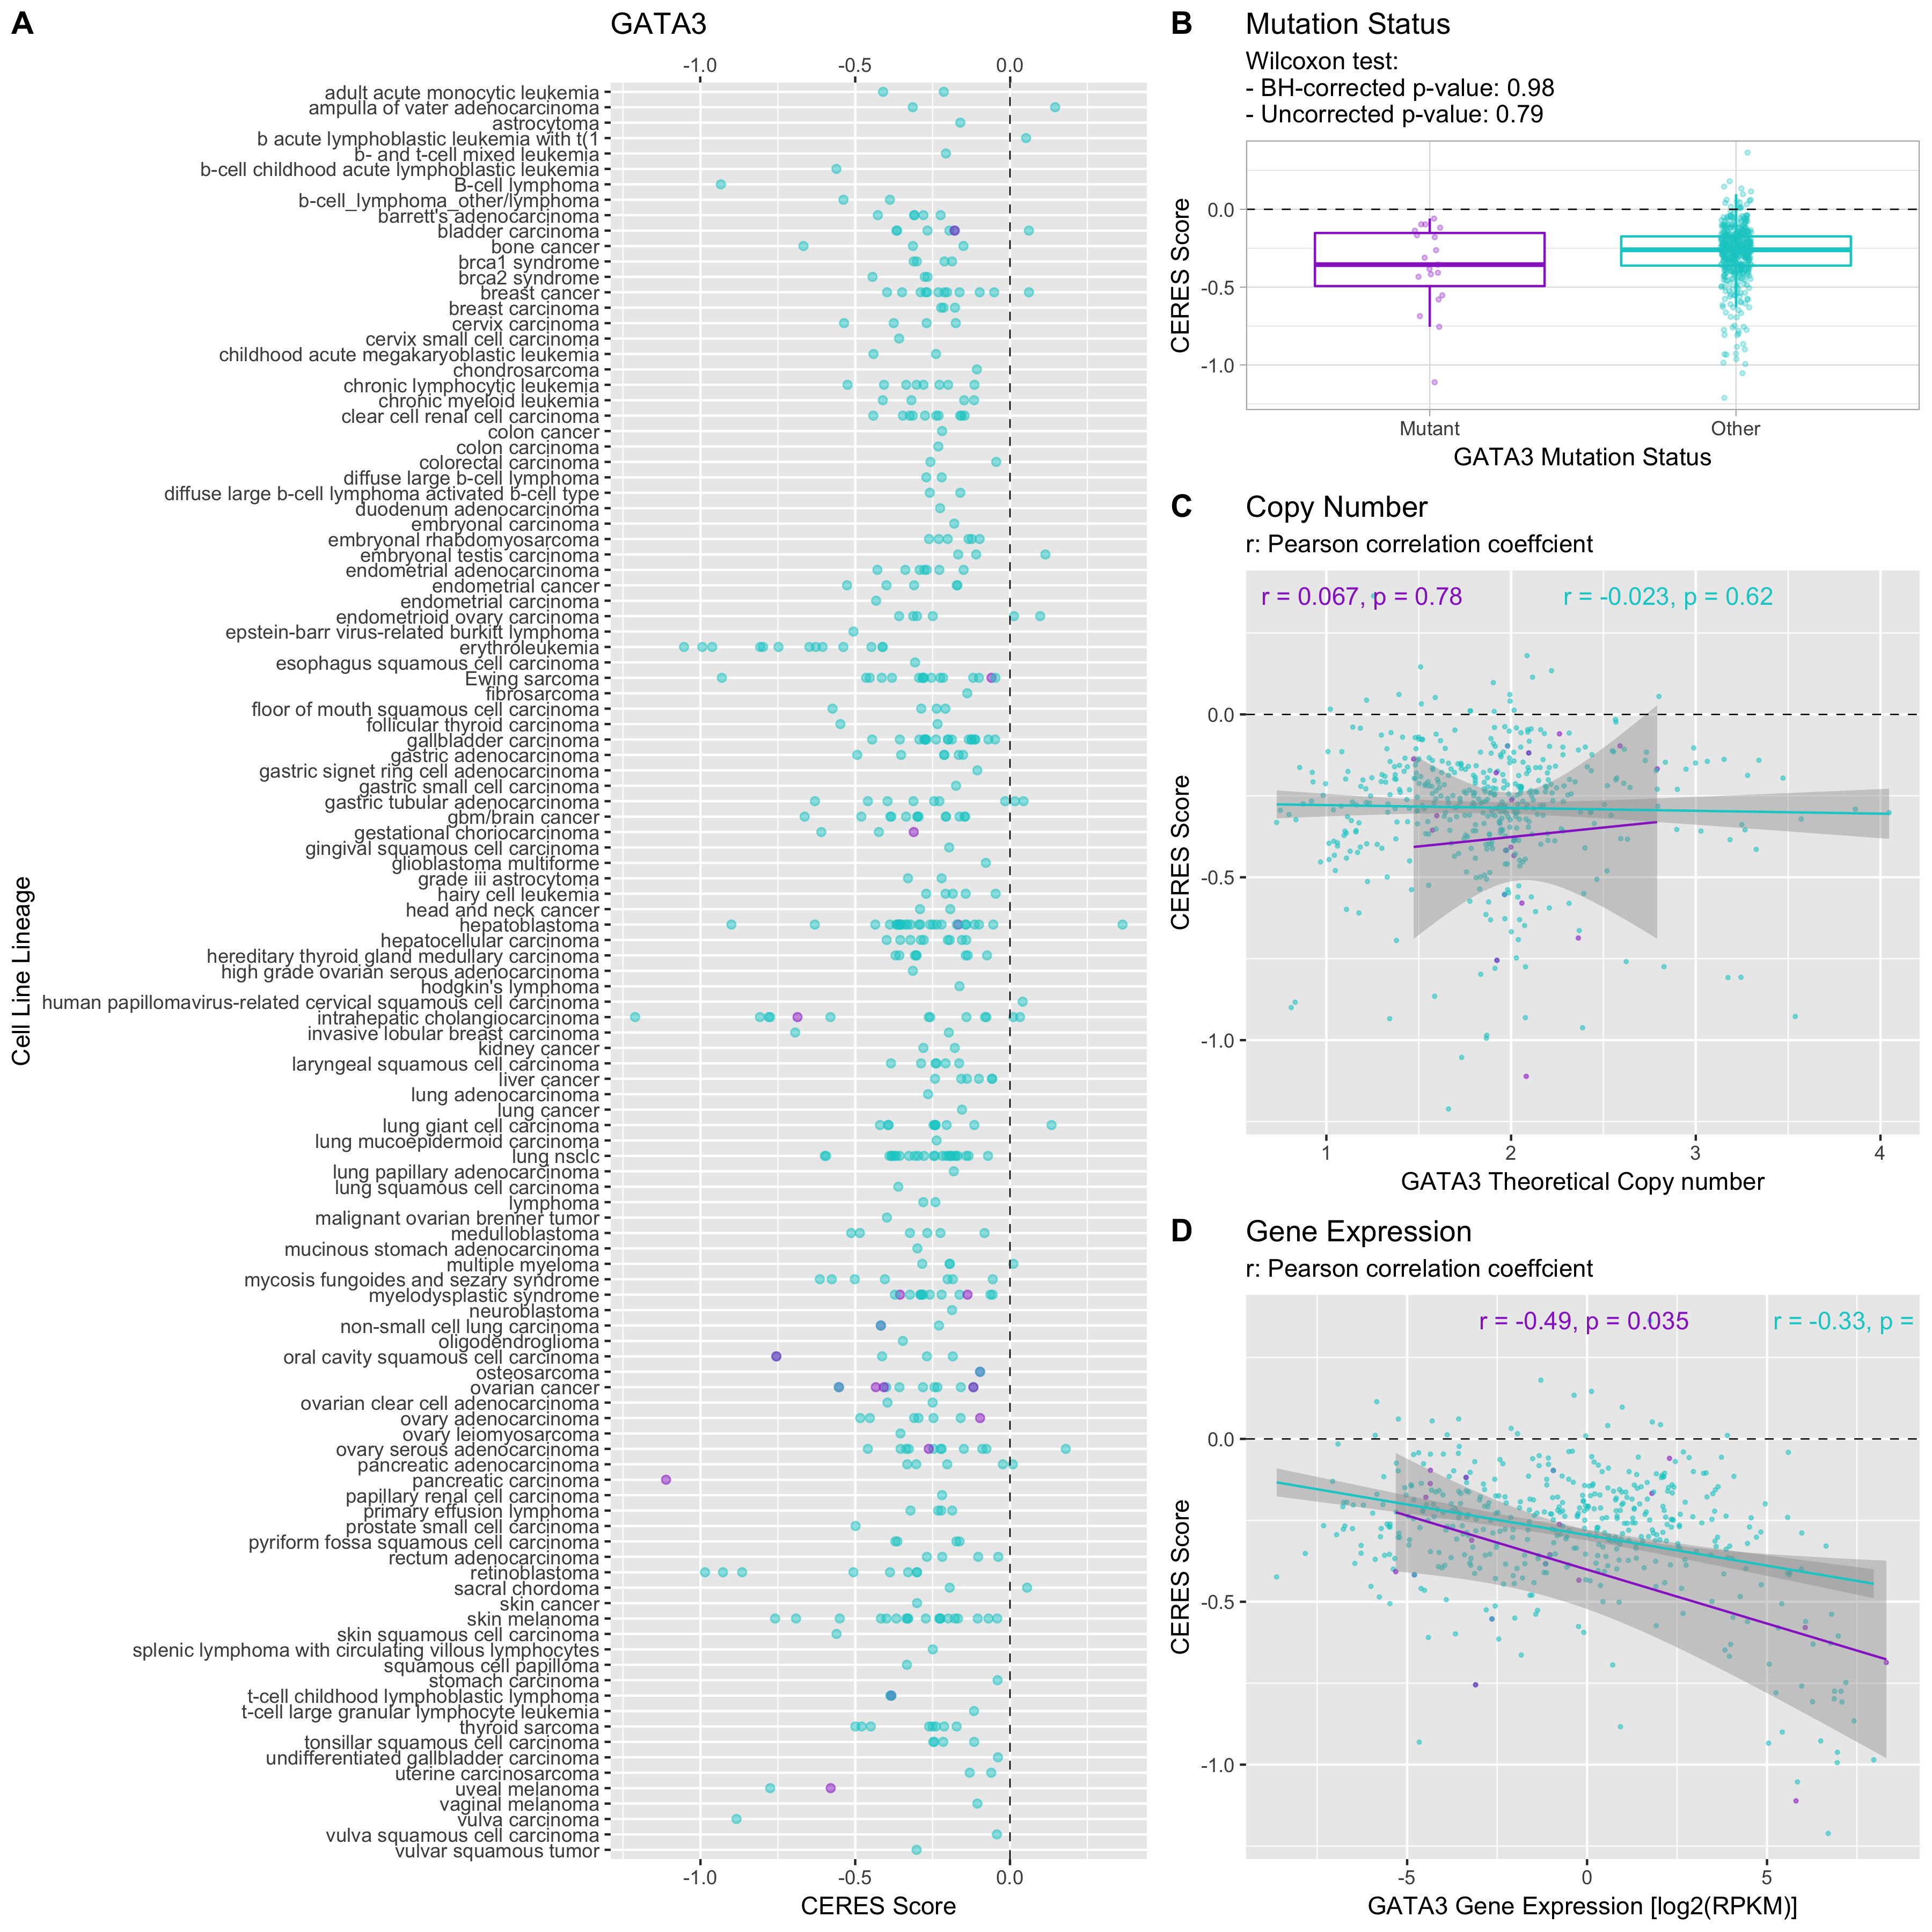 A
GATA3
-1.0
-0.5
0.0
Cell Line Lineage
adult acute monocytic leukemia
ampulla of vater adenocarcinoma
astrocytoma
b acute lymphoblastic leukemia with t(1
b- and t-cell mixed leukemia
b-cell childhood acute lymphoblastic leukemia
B-cell lymphoma
b-cell_lymphoma_other/lymphoma
barrett's adenocarcinoma
bladder carcinoma
bone cancer
brca1 syndrome
brca2 syndrome
breast cancer
breast carcinoma
cervix carcinoma
cervix small cell carcinoma
childhood acute megakaryoblastic leukemia
chondrosarcoma
chronic lymphocytic leukemia
chronic myeloid leukemia
clear cell renal cell carcinoma
colon cancer
colon carcinoma
colorectal carcinoma
diffuse large b-cell lymphoma
diffuse large b-cell lymphoma activated b-cell type
duodenum adenocarcinoma
embryonal carcinoma
embryonal rhabdomyosarcoma
embryonal testis carcinoma
endometrial adenocarcinoma
endometrial cancer
endometrial carcinoma
endometrioid ovary carcinoma
epstein-barr virus-related burkitt lymphoma
erythroleukemia
esophagus squamous cell carcinoma
Ewing sarcoma
fibrosarcoma
floor of mouth squamous cell carcinoma
follicular thyroid carcinoma
gallbladder carcinoma
gastric adenocarcinoma
gastric signet ring cell adenocarcinoma
gastric small cell carcinoma
gastric tubular adenocarcinoma
gbm/brain cancer
gestational choriocarcinoma
gingival squamous cell carcinoma
glioblastoma multiforme
grade iii astrocytoma
hairy cell leukemia
head and neck cancer
hepatoblastoma
hepatocellular carcinoma
hereditary thyroid gland medullary carcinoma
high grade ovarian serous adenocarcinoma
hodgkin's lymphoma
human papillomavirus-related cervical squamous cell carcinoma
intrahepatic cholangiocarcinoma
invasive lobular breast carcinoma
kidney cancer
laryngeal squamous cell carcinoma
liver cancer
lung adenocarcinoma
lung cancer
lung giant cell carcinoma
lung mucoepidermoid carcinoma
lung nsclc
lung papillary adenocarcinoma
lung squamous cell carcinoma
lymphoma
malignant ovarian brenner tumor
medulloblastoma
mucinous stomach adenocarcinoma
multiple myeloma
mycosis fungoides and sezary syndrome
myelodysplastic syndrome
neuroblastoma
non-small cell lung carcinoma
oligodendroglioma
oral cavity squamous cell carcinoma
osteosarcoma
ovarian cancer
ovarian clear cell adenocarcinoma
ovary adenocarcinoma
ovary leiomyosarcoma
ovary serous adenocarcinoma
pancreatic adenocarcinoma
pancreatic carcinoma
papillary renal cell carcinoma
primary effusion lymphoma
prostate small cell carcinoma
pyriform fossa squamous cell carcinoma
rectum adenocarcinoma
retinoblastoma
sacral chordoma
skin cancer
skin melanoma
skin squamous cell carcinoma
splenic lymphoma with circulating villous lymphocytes
squamous cell papilloma
stomach carcinoma
t-cell childhood lymphoblastic lymphoma
t-cell large granular lymphocyte leukemia
thyroid sarcoma
tonsillar squamous cell carcinoma
undifferentiated gallbladder carcinoma
uterine carcinosarcoma
uveal melanoma
vaginal melanoma
vulva carcinoma
vulva squamous cell carcinoma
vulvar squamous tumor
-1.0
-0.5
0.0
CERES Score
B
Mutation Status
Wilcoxon test:
- BH-corrected p-value: 0.98
- Uncorrected p-value: 0.79
CERES Score
0.0
-0.5
-1.0
Mutant
Other
GATA3 Mutation Status
C
Copy Number
r: Pearson correlation coeffcient
r = 0.067, p = 0.78
r = -0.023, p = 0.62
CERES Score
0.0
-0.5
-1.0
1
2
3
4
GATA3 Theoretical Copy number
D
Gene Expression
r: Pearson correlation coeffcient
r = -0.49, p = 0.035
r = -0.33, p =
CERES Score
0.0
-0.5
-1.0
-5
0
5
GATA3 Gene Expression [log2(RPKM)]